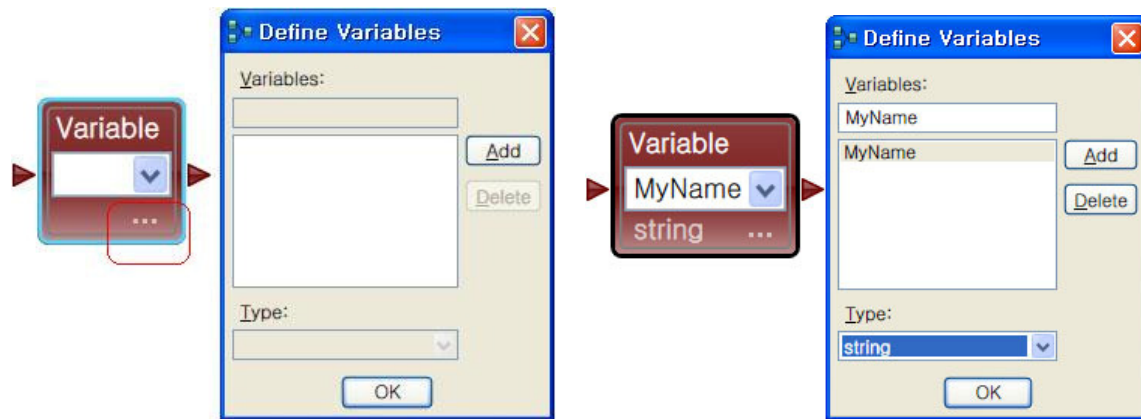 Variable
...
Define Variables
Variables:
Add
Delete
Type:
OK
Variable
MyName
string ...
Define Variables
Variables:
MyName
MyName
Add
Delete
Type:
string
OK